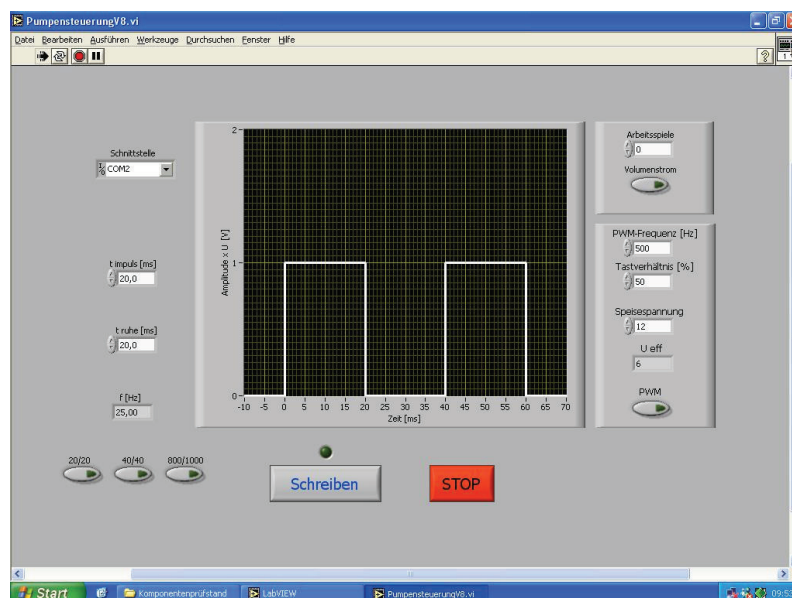 PumpensteuerungV8.vi
Datei Bearbeiten Ausführen Werkzeuge Durchsuchen Fenster Hilfe
?
Schnittstelle
COM2
t impuls [ms]
20,0
t ruhe [ms]
20,0
f [Hz]
25,00
Amplitude x U [V]
2
1
0
-10 -5 0 5 10 15 20 25 30 35 40 45 50 55 60 65 70
Zeit [ms]
Arbeitsspiele
0
Volumenstrom
PWM-Frequenz [Hz]
500
Tastverhältnis [%]
50
Speisespannung
12
U eff
6
PWM
20/20 40/40 800/1000
Schreiben
STOP
Start Komponentenprüfstand LabVIEW PumpensteuerungV8.vi